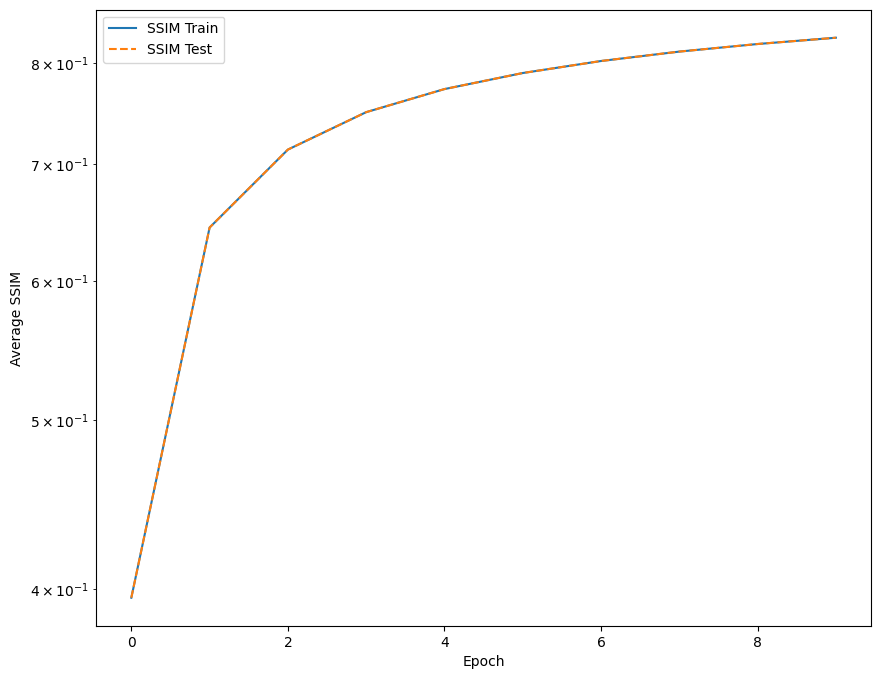 SSIM Train
SSIM Test
8 × 10⁻¹
7 × 10⁻¹
6 × 10⁻¹
5 × 10⁻¹
4 × 10⁻¹
Average SSIM
0 2 4 6 8
Epoch